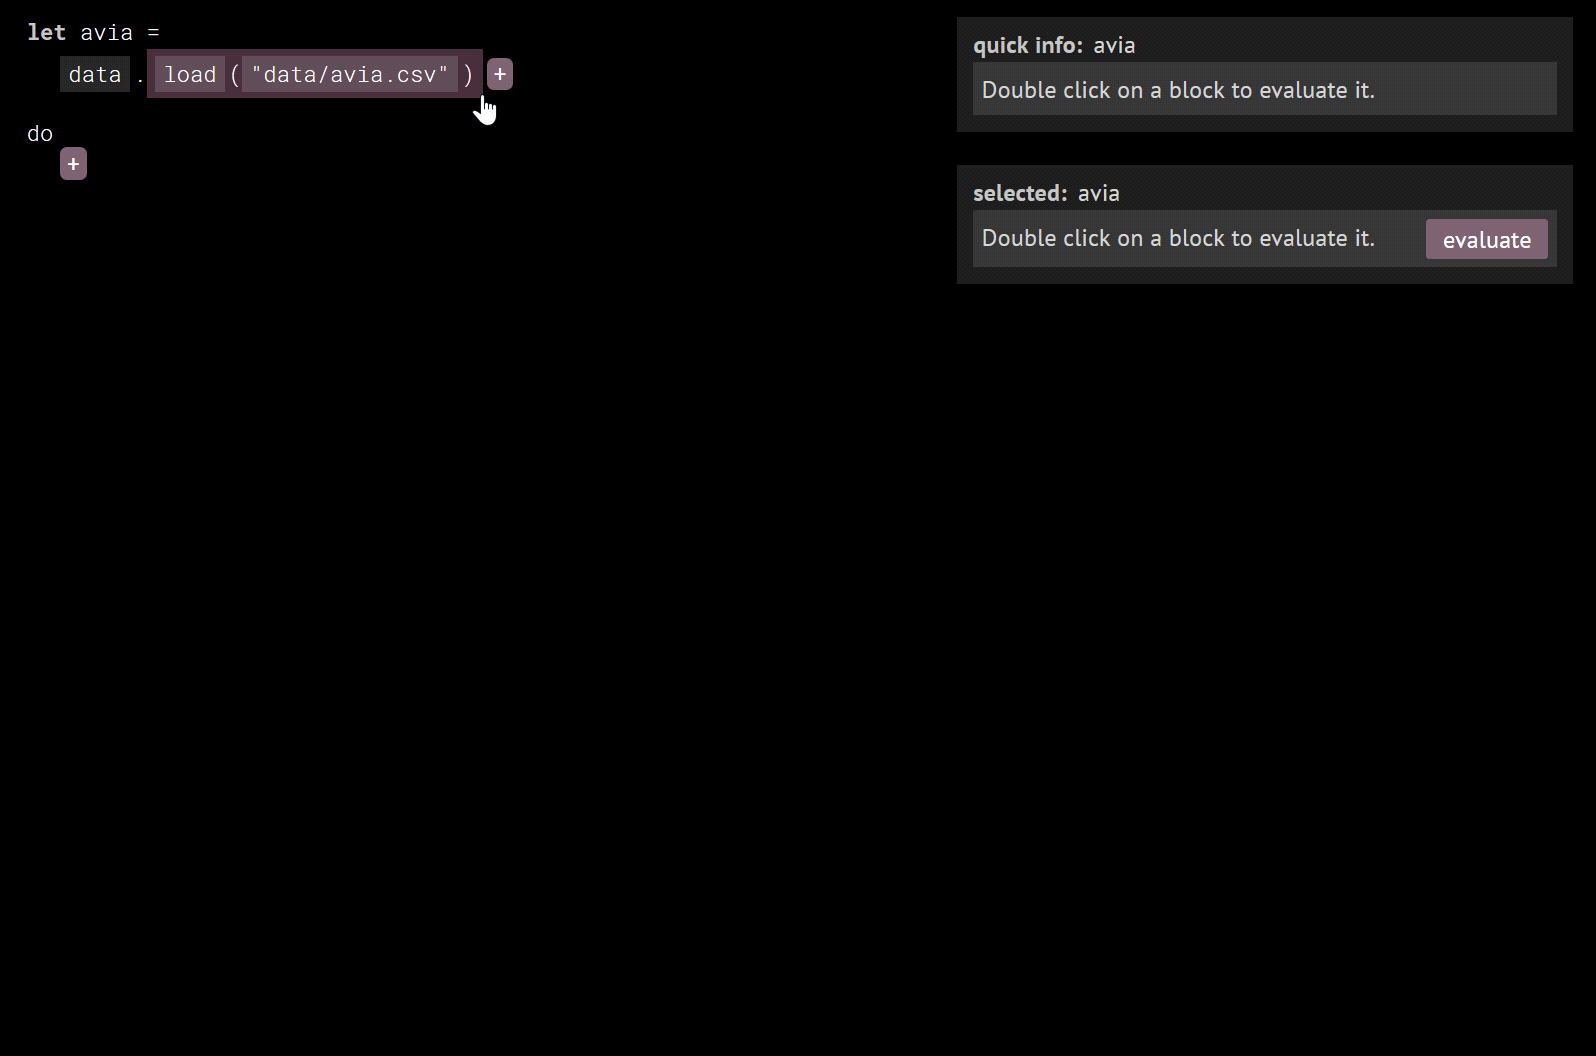 let avia =
data . load ( "data/avia.csv" ) +
do
+
quick info: avia
Double click on a block to evaluate it.
selected: avia
Double click on a block to evaluate it. evaluate